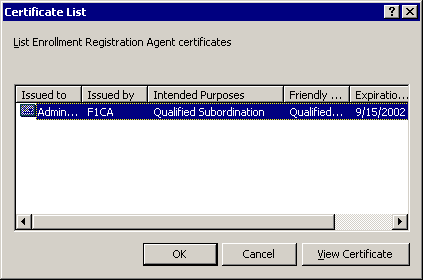 Certificate List
List Enrollment Registration Agent certificates
Issued to Issued by Intended Purposes Friendly ... Expiratio...
Admin... F1CA Qualified Subordination Qualified... 9/15/2002
OK Cancel View Certificate